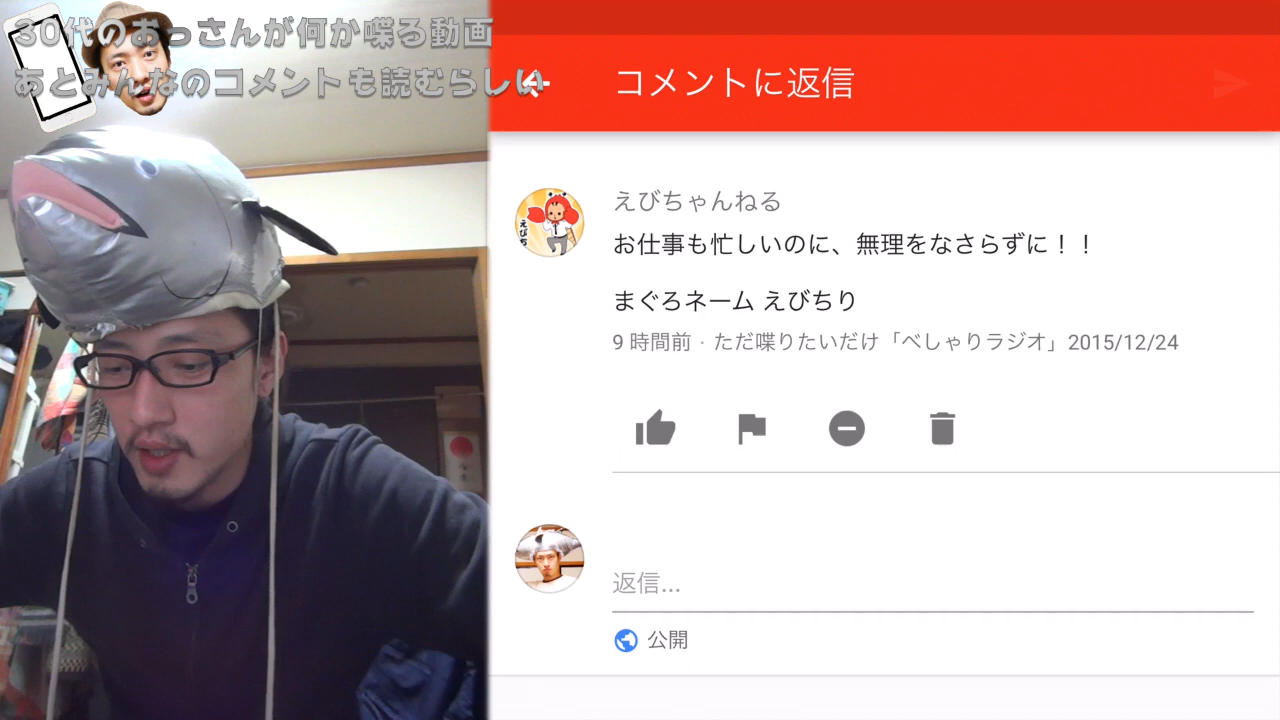 30代のおっさんが何か喋る動画
あとみんなのコメントも読むらしい
コメントに返信
えびちゃんねる
お仕事も忙しいのに、無理をなさらずに！！
まぐろネーム えびちり
9 時間前 · ただ喋りたいだけ「べしゃりラジオ」2015/12/24
えびち
返信...
公開